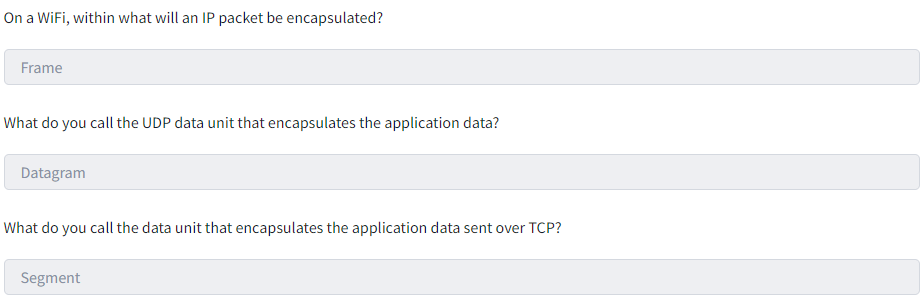 On a WiFi, within what will an IP packet be encapsulated?
Frame
What do you call the UDP data unit that encapsulates the application data?
Datagram
What do you call the data unit that encapsulates the application data sent over TCP?
Segment